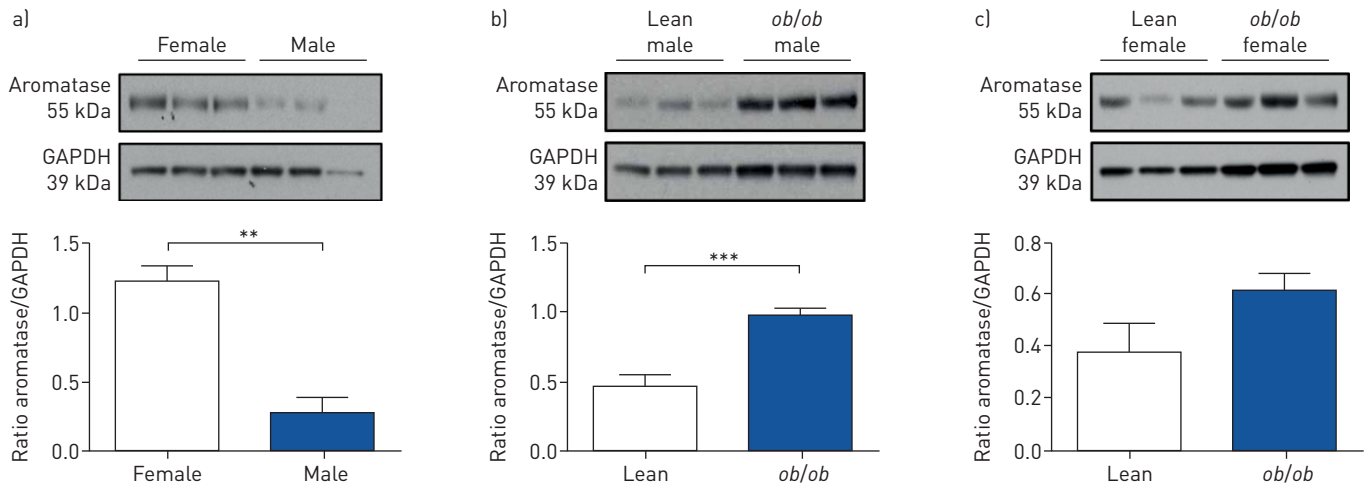 a)
Female Male
Aromatase
55 kDa
GAPDH
39 kDa
Ratio aromatase/GAPDH
1.5
1.0
0.5
0.0
**
Female Male
b)
Lean
male
ob/ob
male
Aromatase
55 kDa
GAPDH
39 kDa
Ratio aromatase/GAPDH
1.5
1.0
0.5
0.0
***
Lean ob/ob
c)
Lean
female
ob/ob
female
Aromatase
55 kDa
GAPDH
39 kDa
Ratio aromatase/GAPDH
0.8
0.6
0.4
0.2
0.0
Lean ob/ob